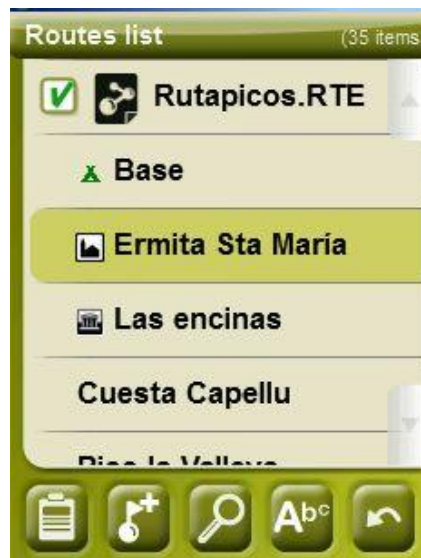 Routes list (35 items
Rutapicos.RTE
Base
Ermita Sta María
Las encinas
Cuesta Capellu
Abc